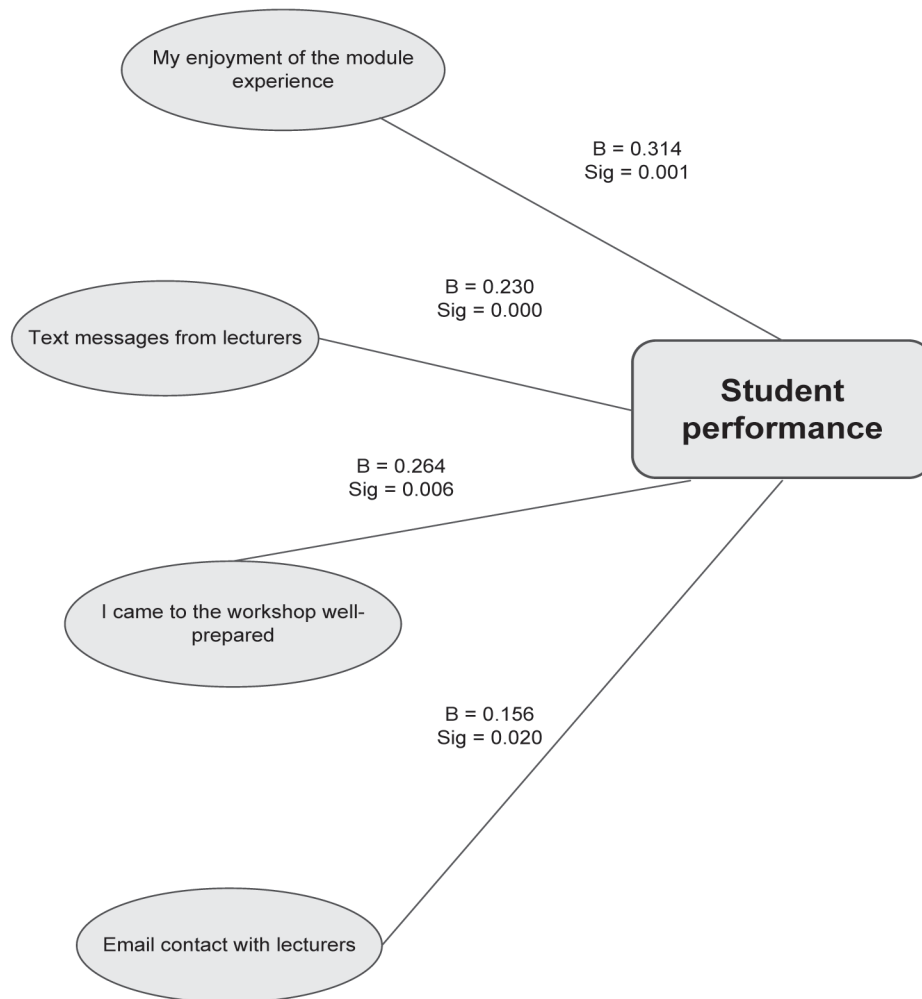 My enjoyment of the module
experience
B = 0.314
Sig = 0.001
B = 0.230
Sig = 0.000
Text messages from lecturers
Student
performance
B = 0.264
Sig = 0.006
I came to the workshop well-
prepared
B = 0.156
Sig = 0.020
Email contact with lecturers